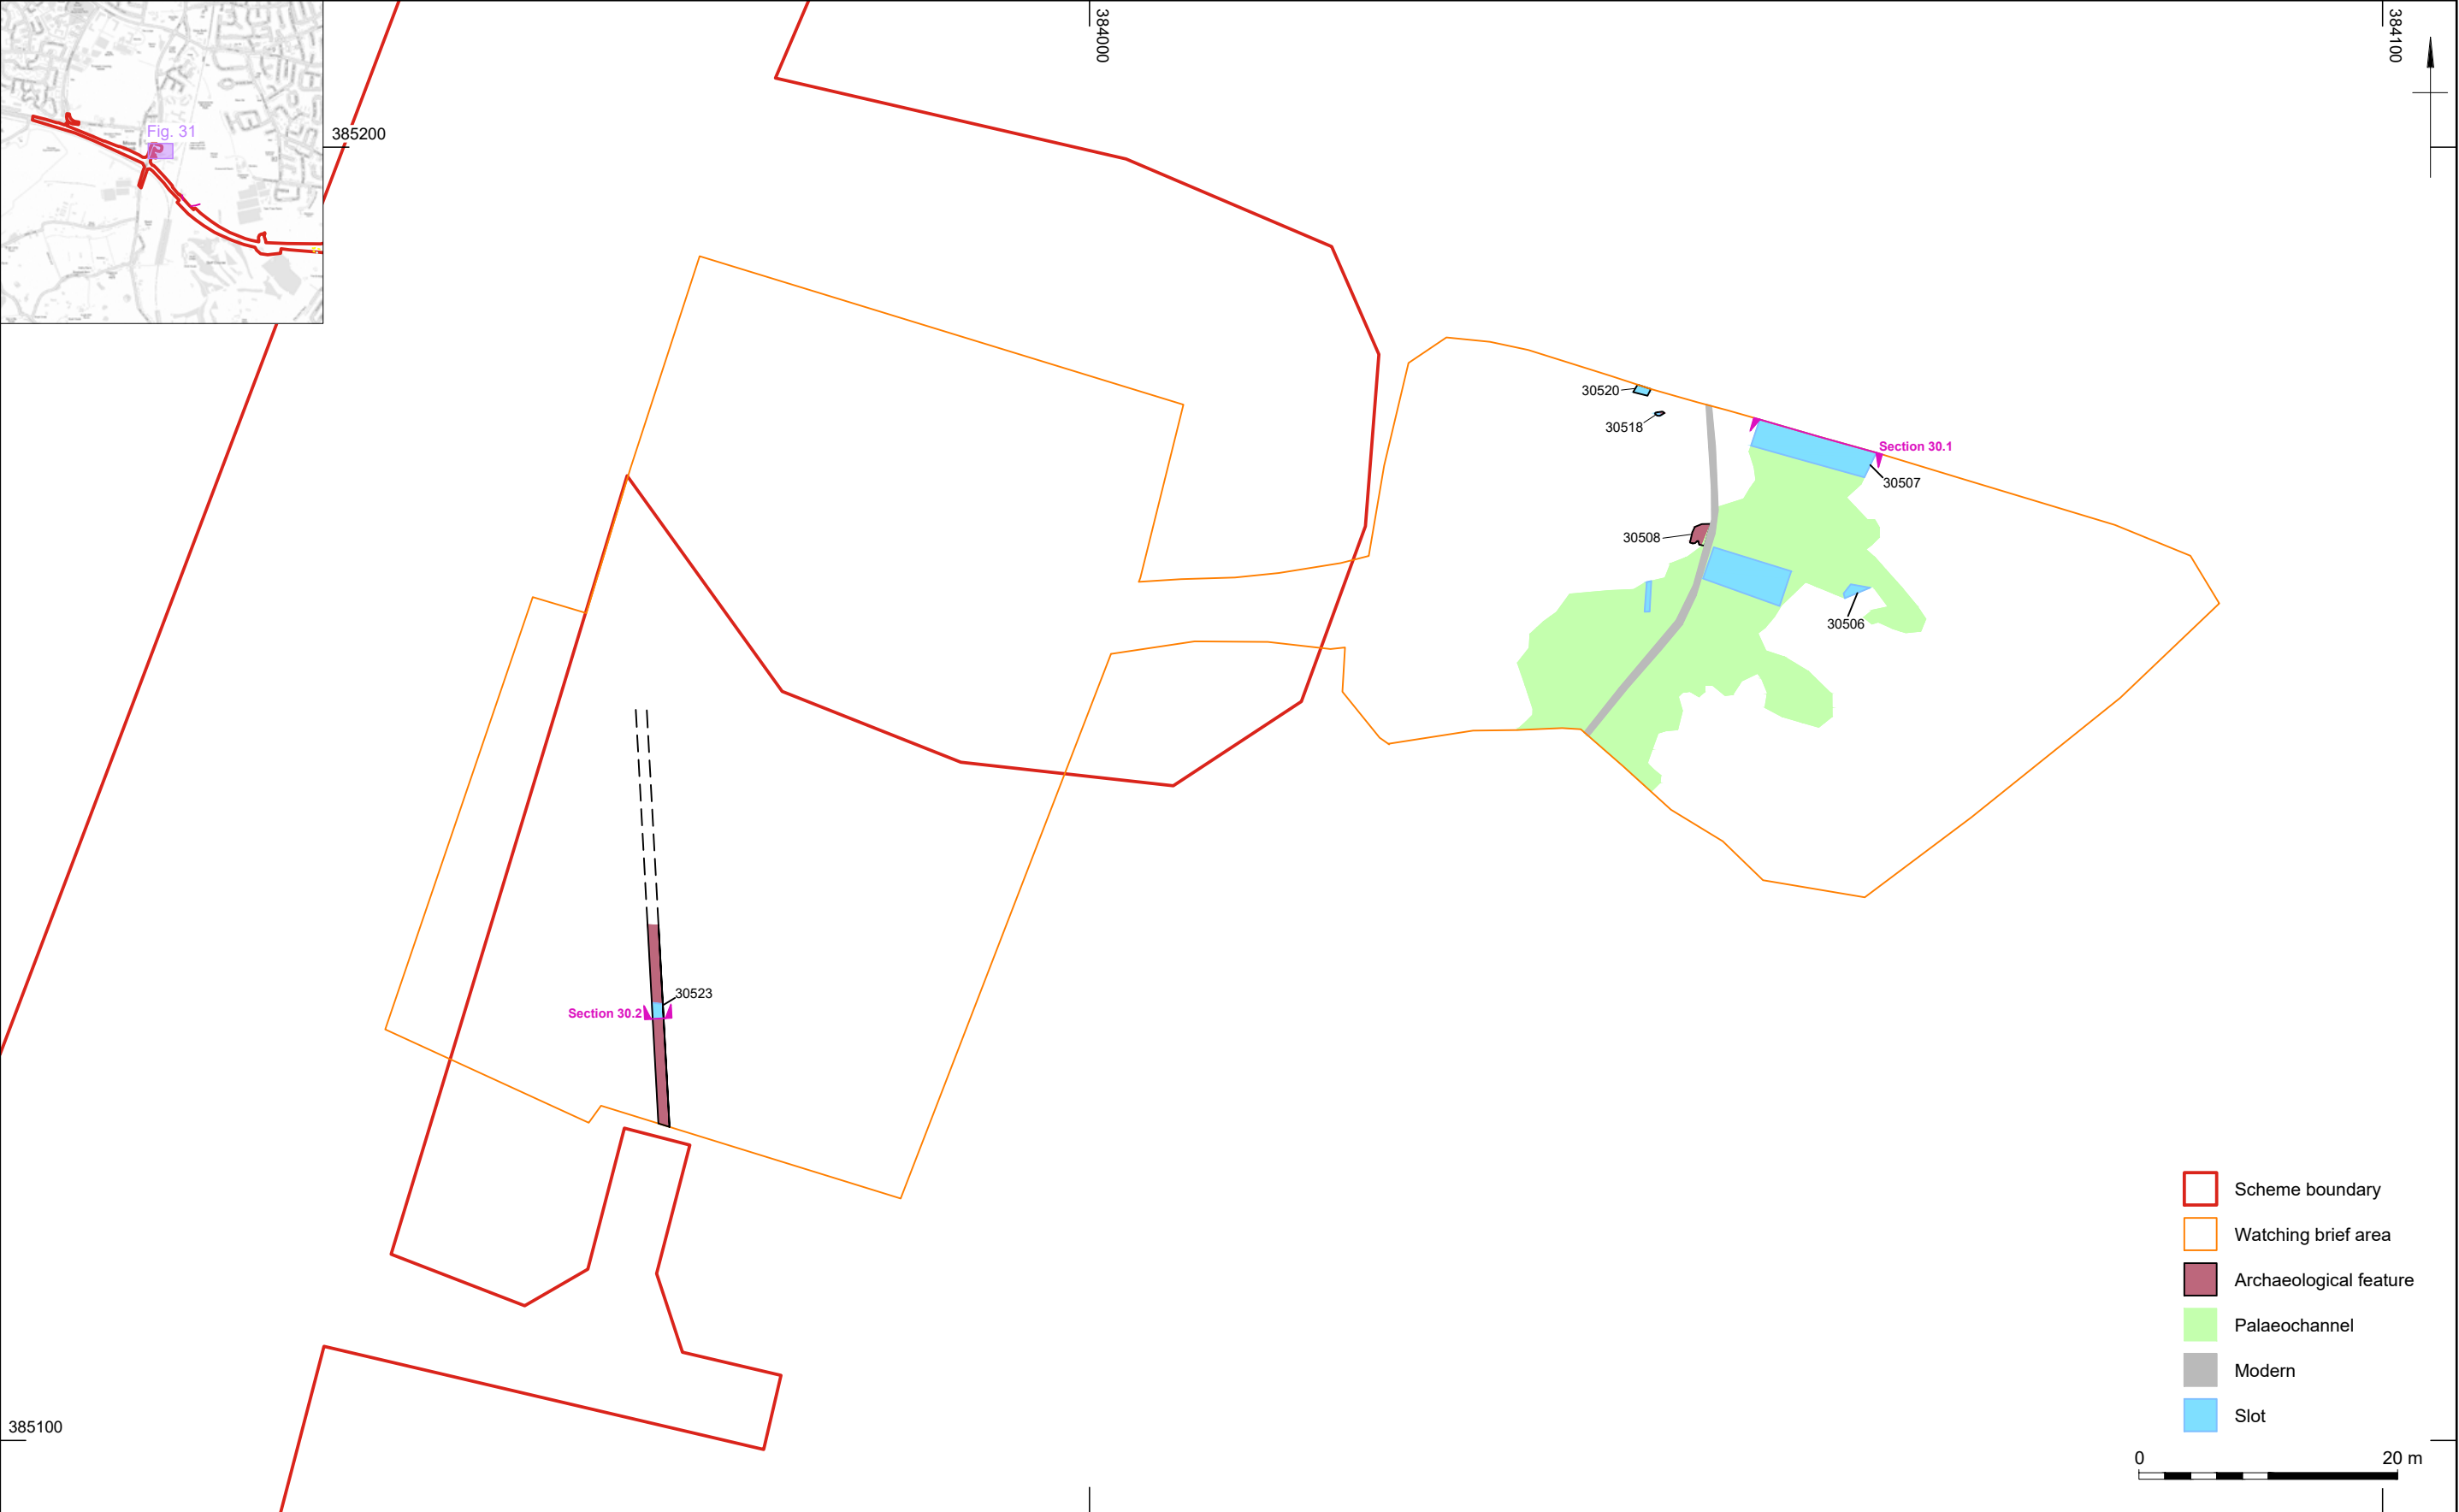 384000
384100
Fig. 31
385200
30520
30518
Section 30.1
30507
30508
30506
30523
Section 30.2
Scheme boundary
Watching brief area
Archaeological feature
Palaeochannel
Modern
Slot
385100
0 20 m